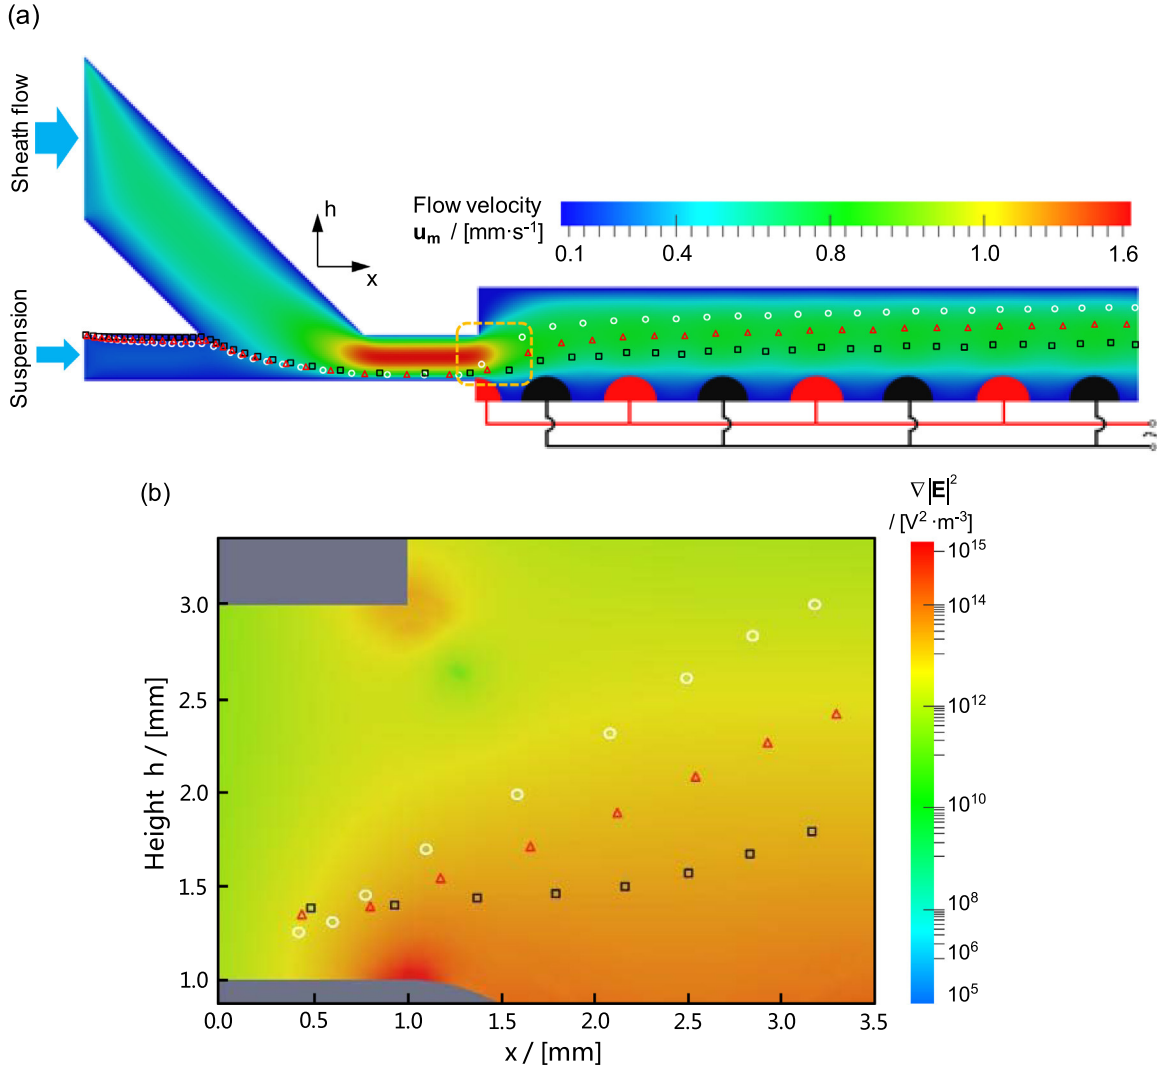 (a)
Sheath flow
Suspension
h
x
Flow velocity
u_m / [mm·s⁻¹]
0.1 0.4 0.8 1.0 1.6
~
(b)
∇|E|²
/ [V²·m⁻³]
10¹⁵
10¹⁴
10¹²
10¹⁰
10⁸
10⁶
10⁵
Height h / [mm]
3.0
2.5
2.0
1.5
1.0
0.0 0.5 1.0 1.5 2.0 2.5 3.0 3.5
x / [mm]